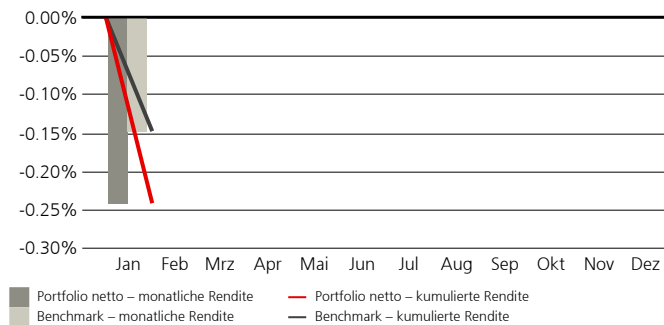 0.00%
-0.05%
-0.10%
-0.15%
-0.20%
-0.25%
-0.30%
Jan Feb Mrz Apr Mai Jun Jul Aug Sep Okt Nov Dez
Portfolio netto – monatliche Rendite Portfolio netto – kumulierte Rendite
Benchmark – monatliche Rendite Benchmark – kumulierte Rendite